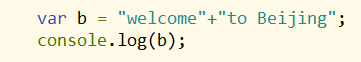 var b = "welcome"+"to Beijing";
console.log(b);